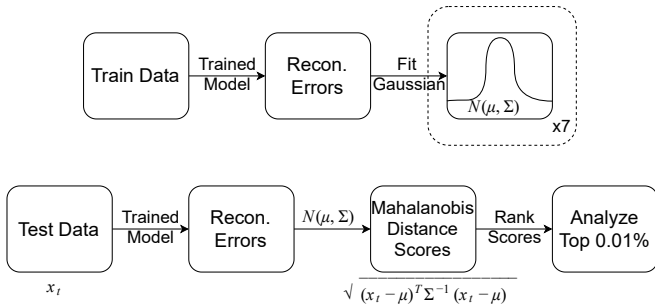 Train Data
Trained
Model
Recon.
Errors
Fit
Gaussian
N(μ, Σ)
x7
Test Data
x_t
Trained
Model
Recon.
Errors
N(μ, Σ)
Mahalanobis
Distance
Scores
√(x_t − μ)^T Σ^−1 (x_t − μ)
Rank
Scores
Analyze
Top 0.01%